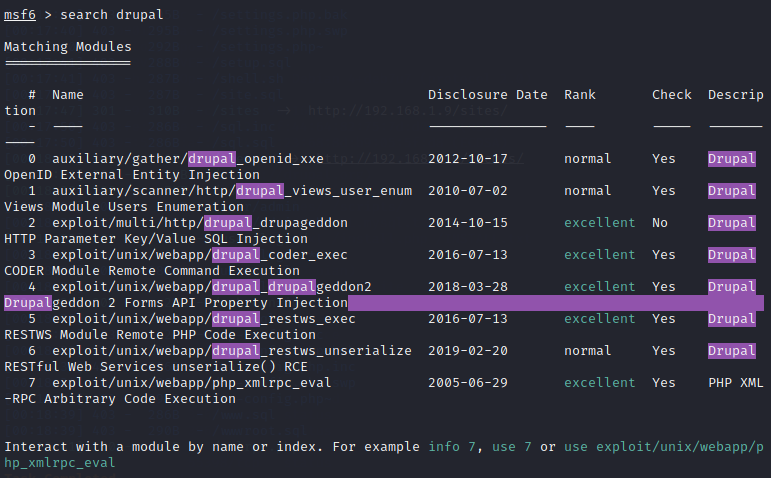 msf6 > search drupal
Matching Modules
================
# Name Disclosure Date Rank Check Descrip
tion
- ---- --------------- ---- ----- -------
----
0 auxiliary/gather/drupal_openid_xxe 2012-10-17 normal Yes Drupal
OpenID External Entity Injection
1 auxiliary/scanner/http/drupal_views_user_enum 2010-07-02 normal Yes Drupal
Views Module Users Enumeration
2 exploit/multi/http/drupal_drupageddon 2014-10-15 excellent No Drupal
HTTP Parameter Key/Value SQL Injection
3 exploit/unix/webapp/drupal_coder_exec 2016-07-13 excellent Yes Drupal
CODER Module Remote Command Execution
4 exploit/unix/webapp/drupal_drupalgeddon2 2018-03-28 excellent Yes Drupal
Drupalgeddon 2 Forms API Property Injection
5 exploit/unix/webapp/drupal_restws_exec 2016-07-13 excellent Yes Drupal
RESTWS Module Remote PHP Code Execution
6 exploit/unix/webapp/drupal_restws_unserialize 2019-02-20 normal Yes Drupal
RESTful Web Services unserialize() RCE
7 exploit/unix/webapp/php_xmlrpc_eval 2005-06-29 excellent Yes PHP XML
-RPC Arbitrary Code Execution
Interact with a module by name or index. For example info 7, use 7 or use exploit/unix/webapp/p
hp_xmlrpc_eval